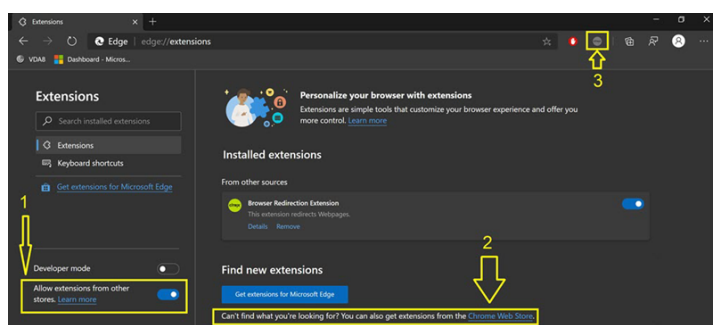 Extensions
Edge | edge://extensions
VDA8 Dashboard - Micros...
3
Extensions
Search installed extensions
Extensions
Keyboard shortcuts
Get extensions for Microsoft Edge
1
Developer mode
Allow extensions from other
stores. Learn more
Personalize your browser with extensions
Extensions are simple tools that customize your browser experience and offer you
more control. Learn more
Installed extensions
From other sources
citrix
Browser Redirection Extension
This extension redirects Webpages.
Details Remove
2
Find new extensions
Get extensions for Microsoft Edge
Can't find what you're looking for? You can also get extensions from the Chrome Web Store.